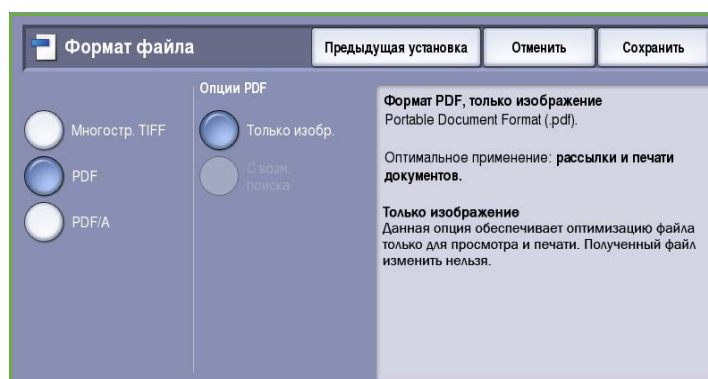 Формат файла
Предыдущая установка
Отменить
Сохранить
Опции PDF
Многостр. TIFF
PDF
PDF/A
Только изобр.
С возм.
поиска
Формат PDF, только изображение
Portable Document Format (.pdf).
Оптимальное применение: рассылки и печати
документов.
Только изображение
Данная опция обеспечивает оптимизацию файла
только для просмотра и печати. Полученный файл
изменить нельзя.